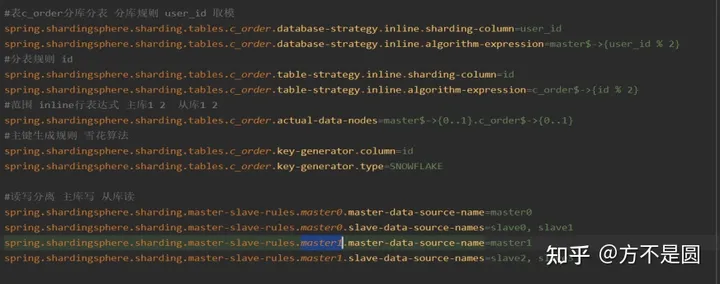 #表c_order分库分表 分库规则 user_id 取模
spring.shardingsphere.sharding.tables.c_order.database-strategy.inline.sharding-column=user_id
spring.shardingsphere.sharding.tables.c_order.database-strategy.inline.algorithm-expression=master$->{user_id % 2}
#分表规则 id
spring.shardingsphere.sharding.tables.c_order.table-strategy.inline.sharding-column=id
spring.shardingsphere.sharding.tables.c_order.table-strategy.inline.algorithm-expression=c_order$->{id % 2}
#范围 inline行表达式 主库1 2 从库1 2
spring.shardingsphere.sharding.tables.c_order.actual-data-nodes=master$->{0..1}.c_order$->{0..1}
#主键生成规则 雪花算法
spring.shardingsphere.sharding.tables.c_order.key-generator.column=id
spring.shardingsphere.sharding.tables.c_order.key-generator.type=SNOWFLAKE
#读写分离 主库写 从库读
spring.shardingsphere.sharding.master-slave-rules.master0.master-data-source-name=master0
spring.shardingsphere.sharding.master-slave-rules.master0.slave-data-source-names=slave0, slave1
spring.shardingsphere.sharding.master-slave-rules.master1.master-data-source-name=master1
spring.shardingsphere.sharding.master-slave-rules.master1.slave-data-source-names=slave2,
知乎 @方不是圆